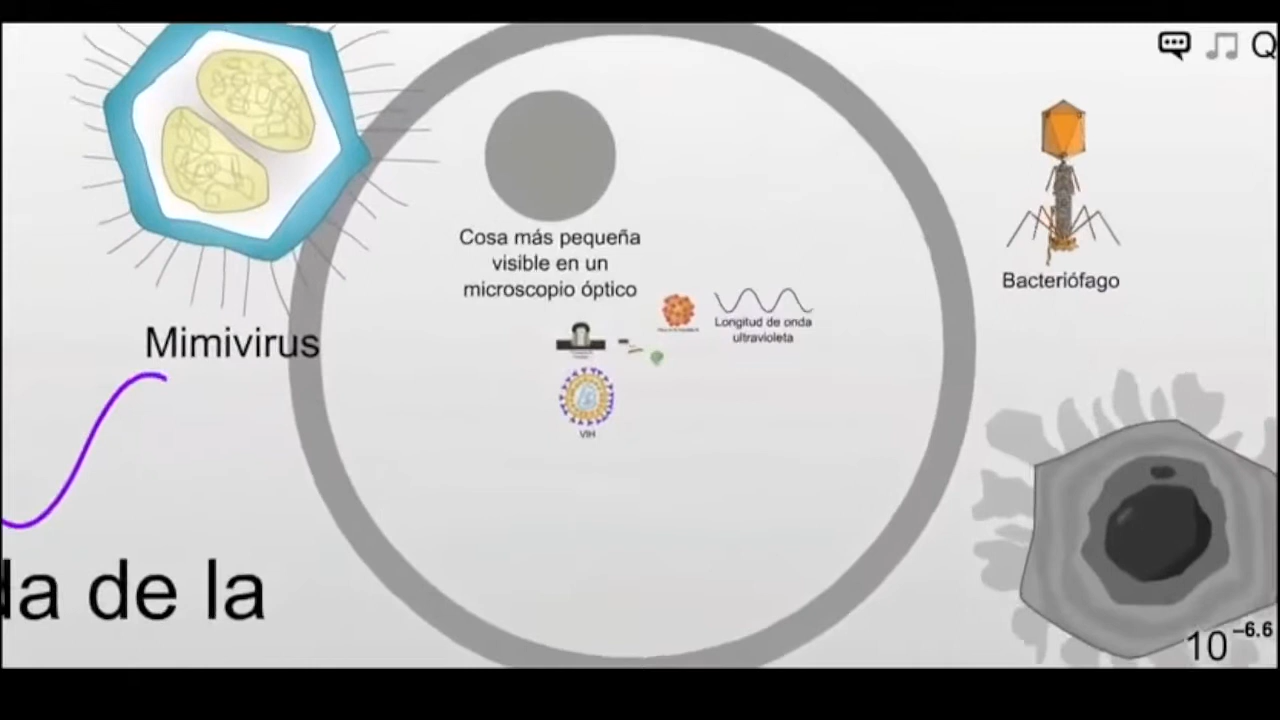 Q
Cosa más pequeña
visible en un
microscopio óptico
Bacteriófago
Mimivirus
Longitud de onda
ultravioleta
VIH
da de la
10^–6.6